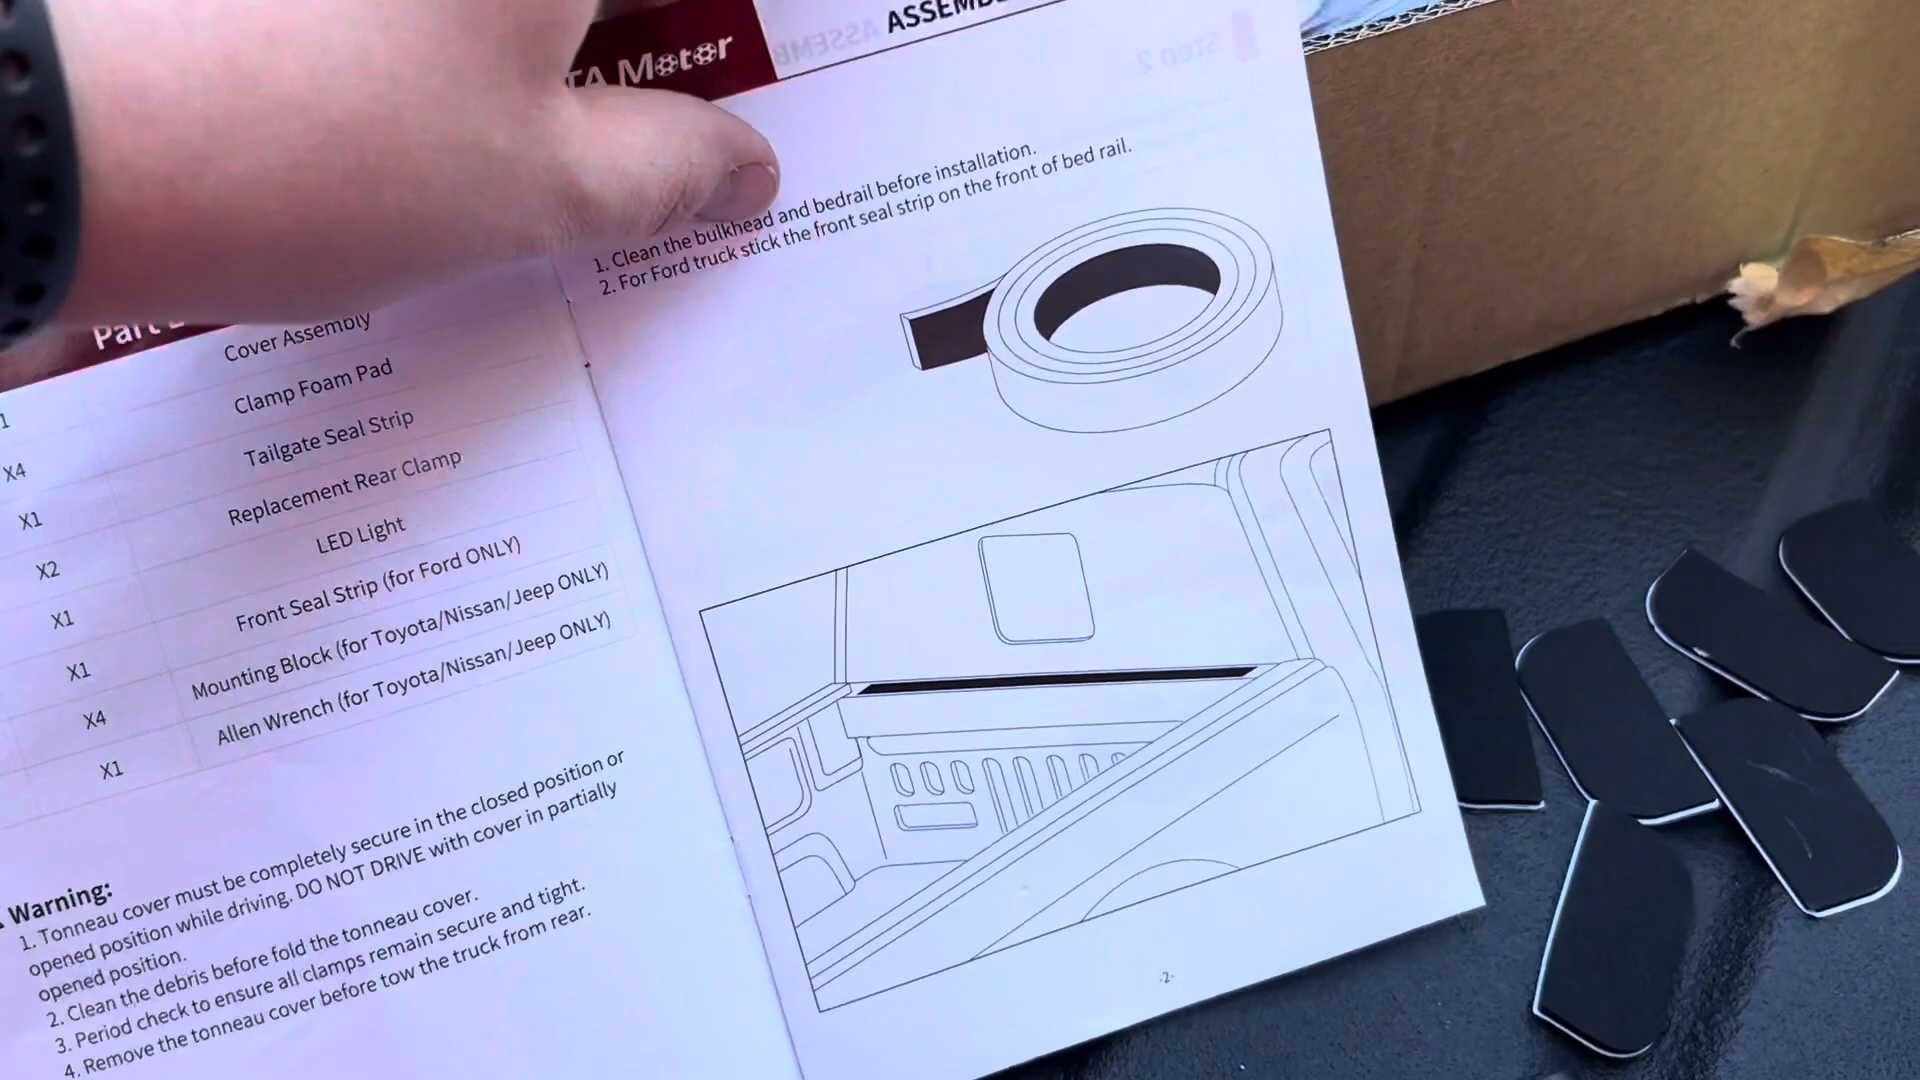 TA Motor
ASSEMB
Step 2
1. Clean the bulkhead and bedrail before installation.
2. For Ford truck stick the front seal strip on the front of bed rail.
Part
1 Cover Assembly
X4 Clamp Foam Pad
X1 Tailgate Seal Strip
X2 Replacement Rear Clamp
X1 LED Light
X1 Front Seal Strip (for Ford ONLY)
X4 Mounting Block (for Toyota/Nissan/Jeep ONLY)
X1 Allen Wrench (for Toyota/Nissan/Jeep ONLY)
Warning:
1. Tonneau cover must be completely secure in the closed position or
opened position while driving. DO NOT DRIVE with cover in partially
opened position.
2. Clean the debris before fold the tonneau cover.
3. Period check to ensure all clamps remain secure and tight.
4. Remove the tonneau cover before tow the truck from rear.
-2-